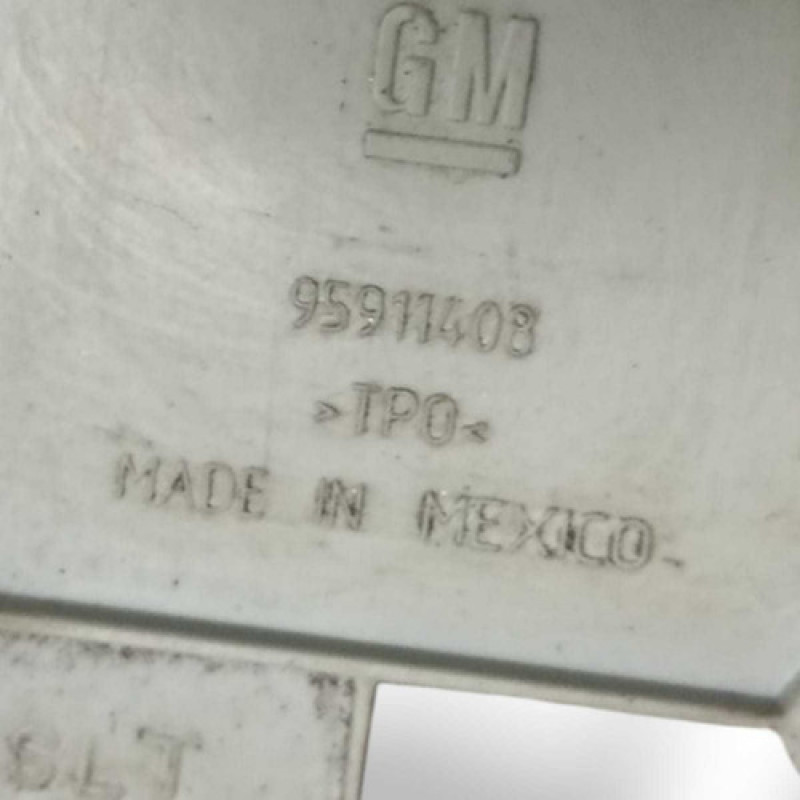 GM
95911408
>TPO<
MADE IN MEXICO